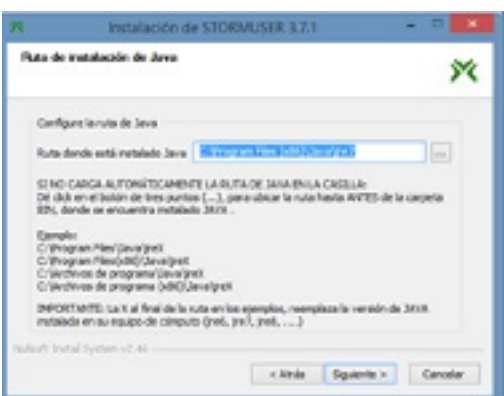 Instalación de STORMUSER 3.7.1
Ruta de instalación de Java
Configure la ruta de Java
Ruta donde está instalado Java
C:\Program Files (x86)\Java\jre7
...
SI NO CARGA AUTOMÁTICAMENTE LA RUTA DE JAVA EN LA CASILLA:
Dé click en el botón de tres puntos (...), para ubicar la ruta hasta ANTES de la carpeta
BIN, donde se encuentra instalado JAVA .
Ejemplo:
C:\Program Files\Java\jreX
C:\Program Files(x86)\Java\jreX
C:\Archivos de programa\Java\jreX
C:\Archivos de programa (x86)\Java\jreX
IMPORTANTE: La X al final de la ruta en los ejemplos, reemplaza la versión de JAVA
instalada en su equipo de cómputo (jre6, jre7, jre8, ....)
Nullsoft Install System v2.46
< Atrás
Siguiente >
Cancelar